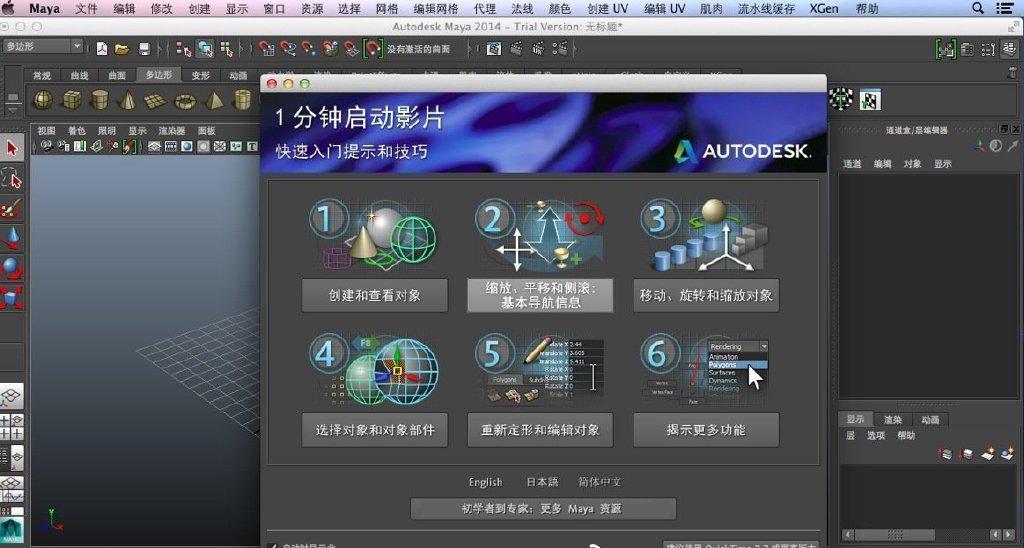 Maya 文件 编辑 修改 创建 显示 窗口 资源 选择 网格 编辑网格 代理 法线 颜色 创建 UV 编辑 UV 肌肉 流水线缓存 XGen 帮助
Autodesk Maya 2014 - Trial Version: 无标题*
多边形
没有激活的曲面
常规 曲线 曲面 多边形 变形 动画
视图 着色 照明 显示 渲染器 面板
通道盒/层编辑器
通道 编辑 对象 显示
1 分钟启动影片
快速入门提示和技巧
AUTODESK.
1
2
3
创建和查看对象
缩放、平移和侧滚:
基本导航信息
移动、旋转和缩放对象
4
F8
5
Translate Y 3.605
Rotate X 0
Rotate Y 0
Rotate Z 0
Polygons
6
Rendering
Animation
Polygons
Surfaces
Dynamics
Rendering
选择对象和对象部件
重新定形和编辑对象
揭示更多功能
English 日本語 简体中文
初学者到专家: 更多 Maya 资源
显示 渲染 动画
层 选项 帮助